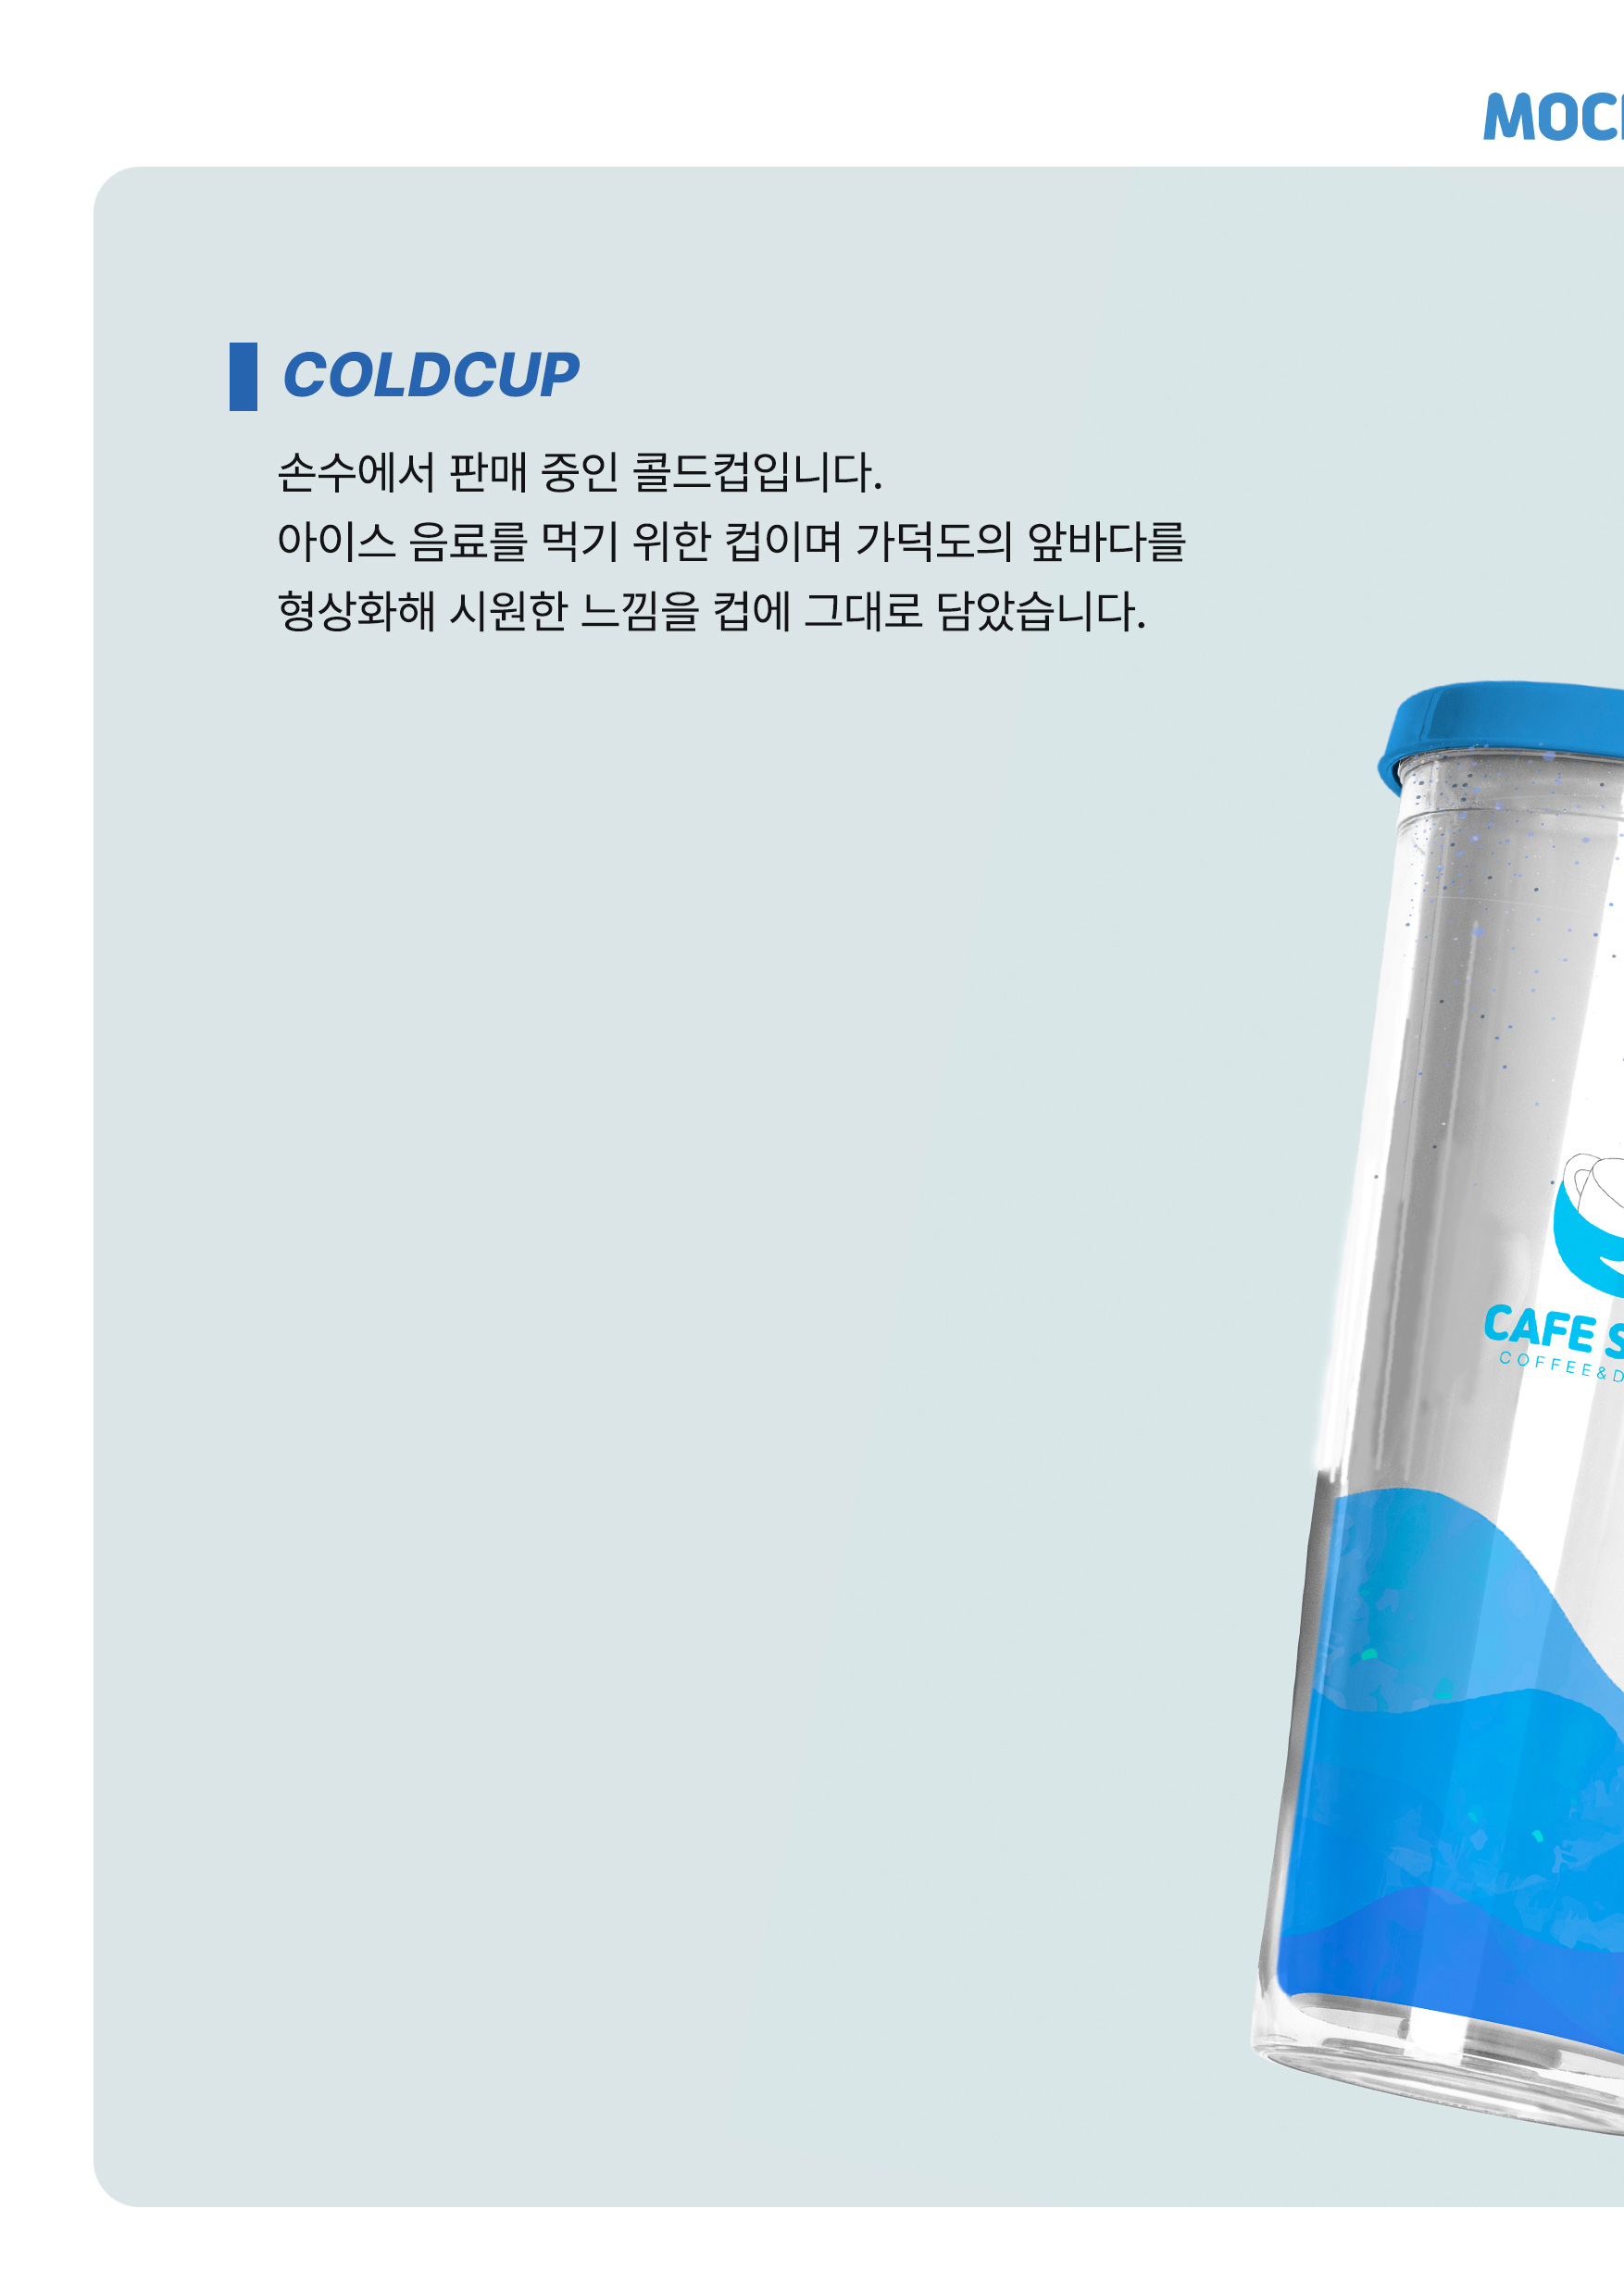 COLDCUP
손수에서 판매 중인 콜드컵입니다.
아이스 음료를 먹기 위한 컵이며 가덕도의 앞바다를
형상화해 시원한 느낌을 컵에 그대로 담았습니다.
CAFE
COFFEE&